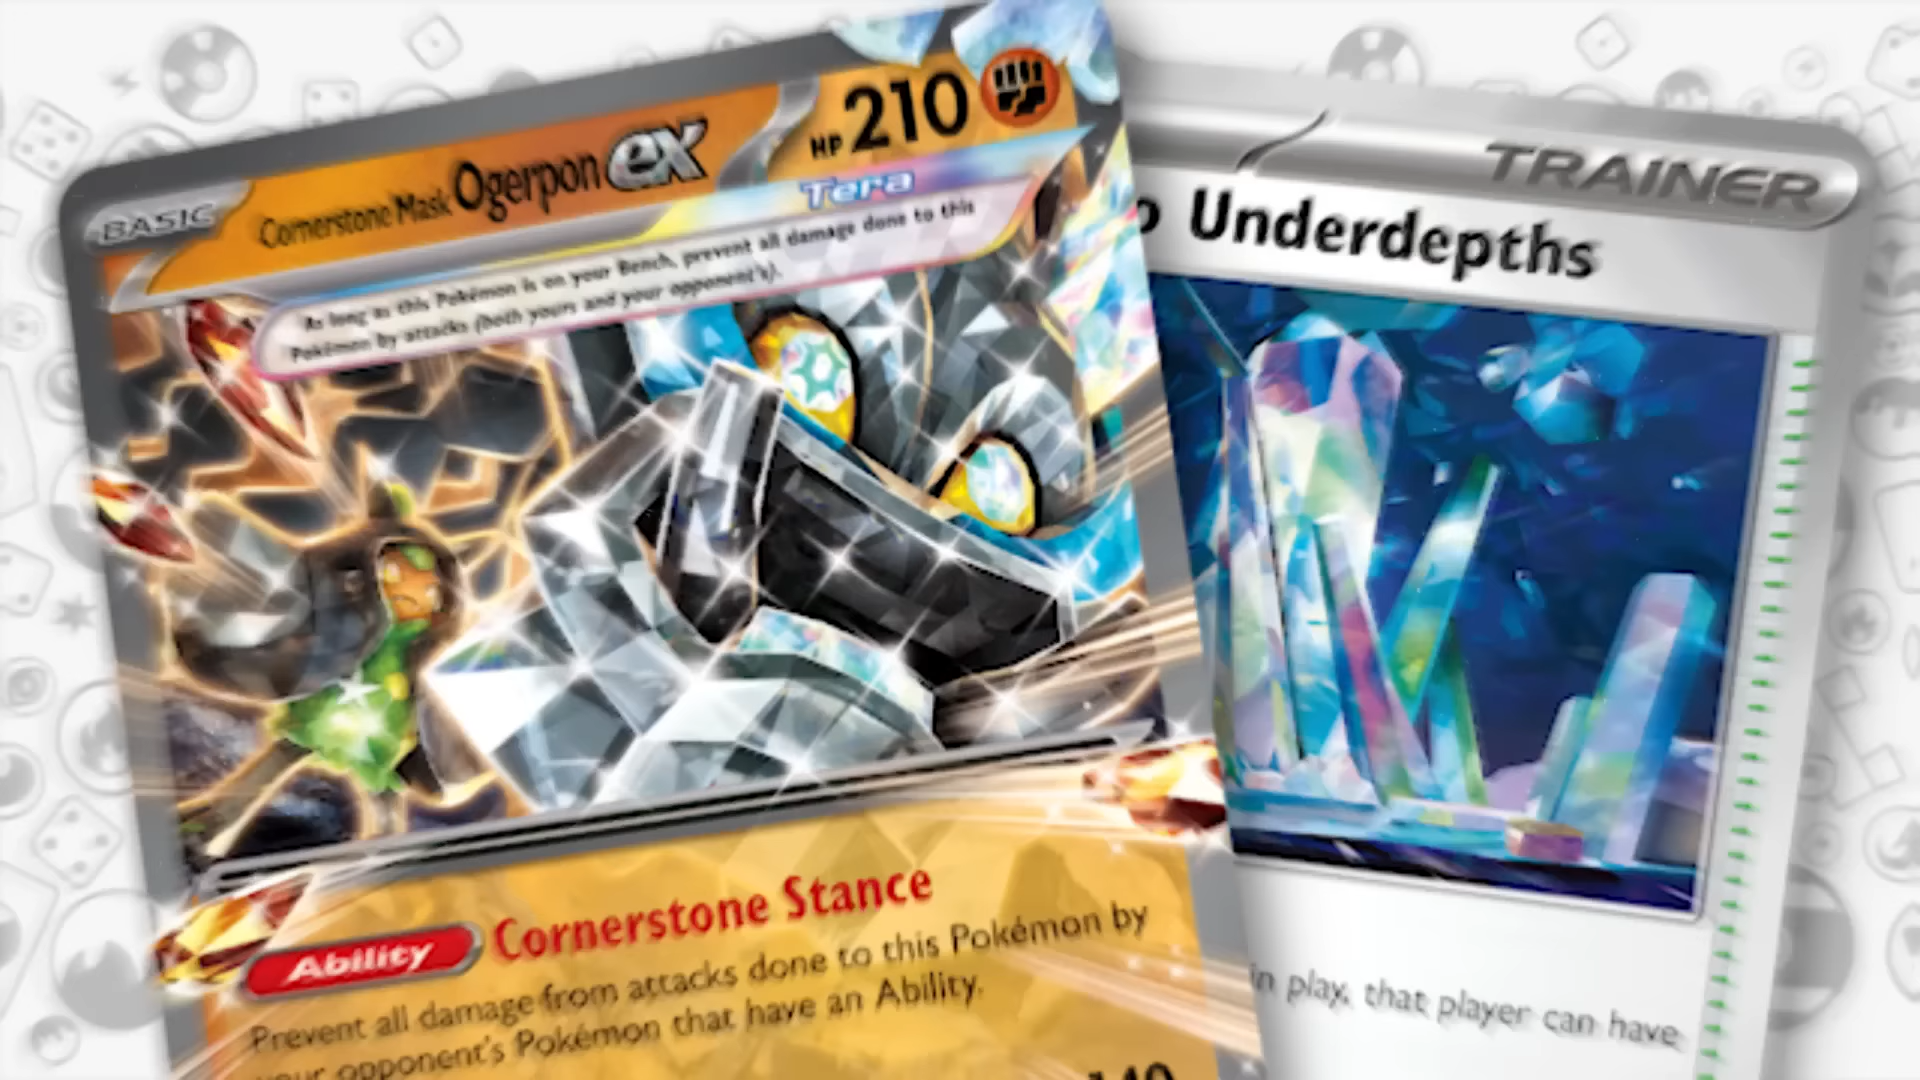 BASIC
Cornerstone Mask Ogerpon ex
HP 210
Tera
As long as this Pokémon is on your Bench, prevent all damage done to this
Pokémon by attacks (both yours and your opponent's).
Ability Cornerstone Stance
Prevent all damage from attacks done to this Pokémon by
your opponent's Pokémon that have an Ability.
140
TRAINER
Underdepths
in play, that player can have